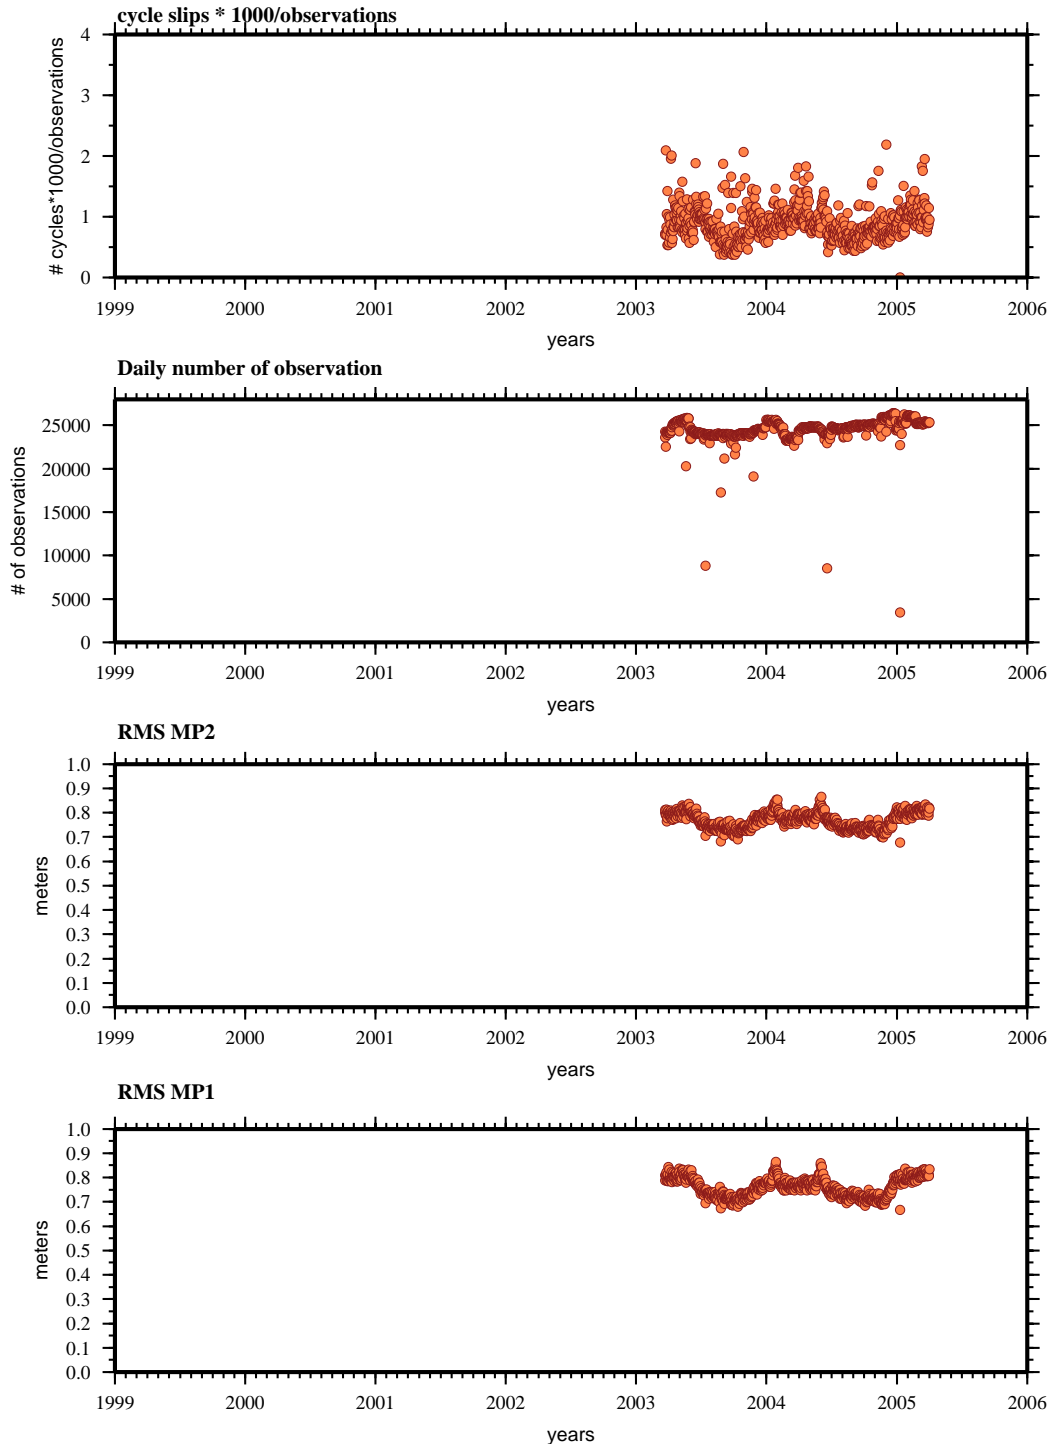 cycle slips * 1000/observations
# cycles*1000/observations
4
3
2
1
0
1999 2000 2001 2002 2003 2004 2005 2006
years
Daily number of observation
# of observations
25000
20000
15000
10000
5000
0
1999 2000 2001 2002 2003 2004 2005 2006
years
RMS MP2
meters
1.0
0.9
0.8
0.7
0.6
0.5
0.4
0.3
0.2
0.1
0.0
1999 2000 2001 2002 2003 2004 2005 2006
years
RMS MP1
meters
1.0
0.9
0.8
0.7
0.6
0.5
0.4
0.3
0.2
0.1
0.0
1999 2000 2001 2002 2003 2004 2005 2006
years